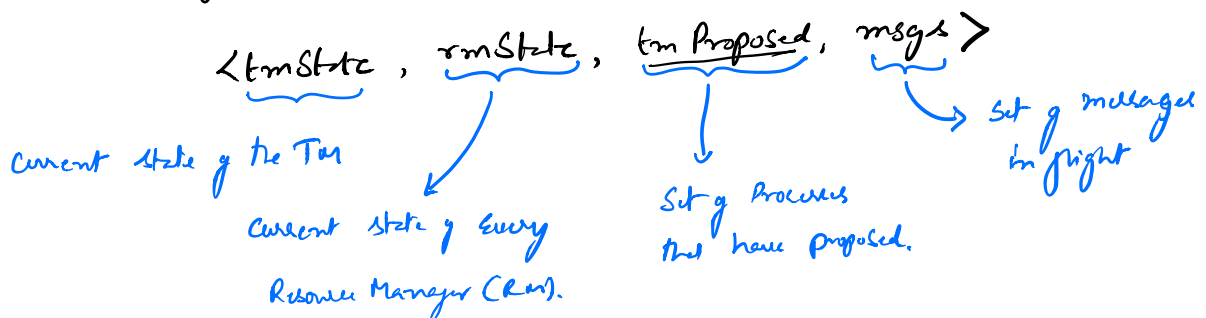 <tmState, rmState, tmProposed, msgs>
Current state of the TM
Current state of Every
Resource Manager (RM).
Set of Processes
that have proposed.
Set of messages
in flight